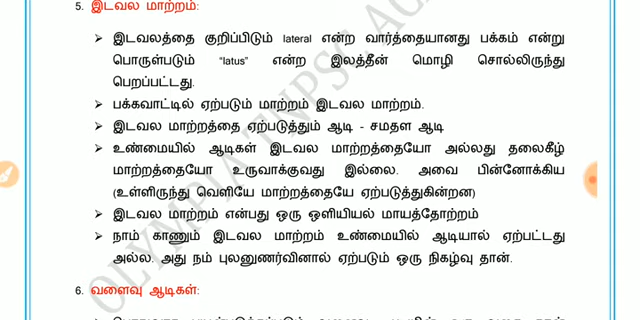 5. இடவல மாற்றம்:
➢ இடவலத்தை குறிப்பிடும் lateral என்ற வார்த்தையானது பக்கம் என்று
பொருள்படும் "latus" என்ற இலத்தீன் மொழி சொல்லிருந்து
பெறப்பட்டது.
➢ பக்கவாட்டில் ஏற்படும் மாற்றம் இடவல மாற்றம்.
➢ இடவல மாற்றத்தை ஏற்படுத்தும் ஆடி - சமதள ஆடி
➢ உண்மையில் ஆடிகள் இடவல மாற்றத்தையோ அல்லது தலைகீழ்
மாற்றத்தையோ உருவாக்குவது இல்லை. அவை பின்னோக்கிய
(உள்ளிருந்து வெளியே மாற்றத்தையே ஏற்படுத்துகின்றன)
➢ இடவல மாற்றம் என்பது ஒரு ஒளியியல் மாயத்தோற்றம்
➢ நாம் காணும் இடவல மாற்றம் உண்மையில் ஆடியால் ஏற்பட்டது
அல்ல. அது நம் புலனுணர்வினால் ஏற்படும் ஒரு நிகழ்வு தான்.
6. வளைவு ஆடிகள்:
OLYMPIA TNPSC